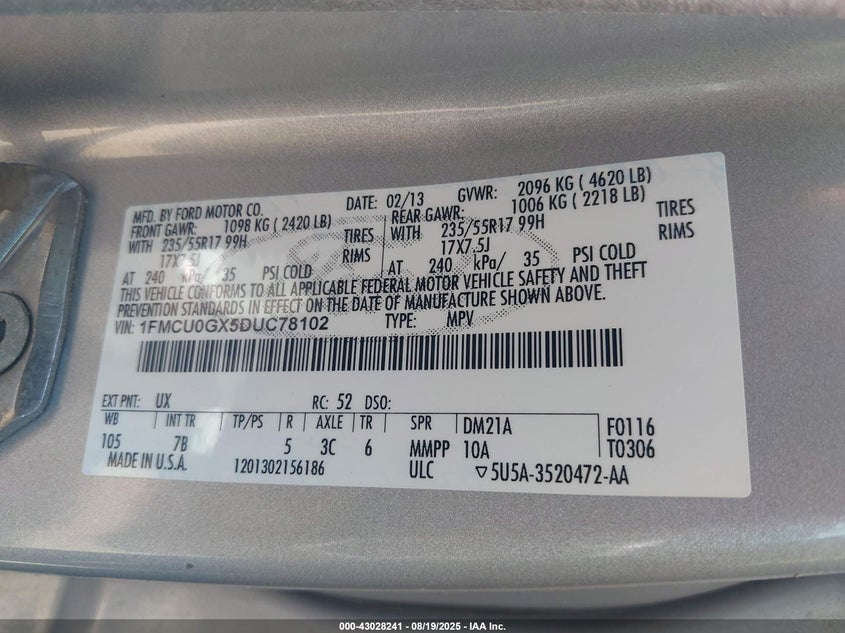 MFD. BY FORD MOTOR CO. DATE: 02/13 GVWR: 2096 KG ( 4620 LB)
FRONT GAWR: 1098 KG ( 2420 LB) REAR GAWR: 1006 KG ( 2218 LB)
WITH 235/55R17 99H TIRES WITH 235/55R17 99H TIRES
17X7.5J RIMS 17X7.5J RIMS
AT 240 kPa/ 35 PSI COLD AT 240 kPa/ 35 PSI COLD
THIS VEHICLE CONFORMS TO ALL APPLICABLE FEDERAL MOTOR VEHICLE SAFETY AND THEFT
PREVENTION STANDARDS IN EFFECT ON THE DATE OF MANUFACTURE SHOWN ABOVE.
VIN: 1FMCU0GX5DUC78102 TYPE: MPV
EXT PNT: UX RC: 52 DSO:
WB INT TR TP/PS R AXLE TR SPR DM21A F0116
105 7B 5 3C 6 MMPP 10A T0306
MADE IN U.S.A. 1201302156186 ULC ▽5U5A-3520472-AA
000-43028241 - 08/19/2025 - IAA Inc.